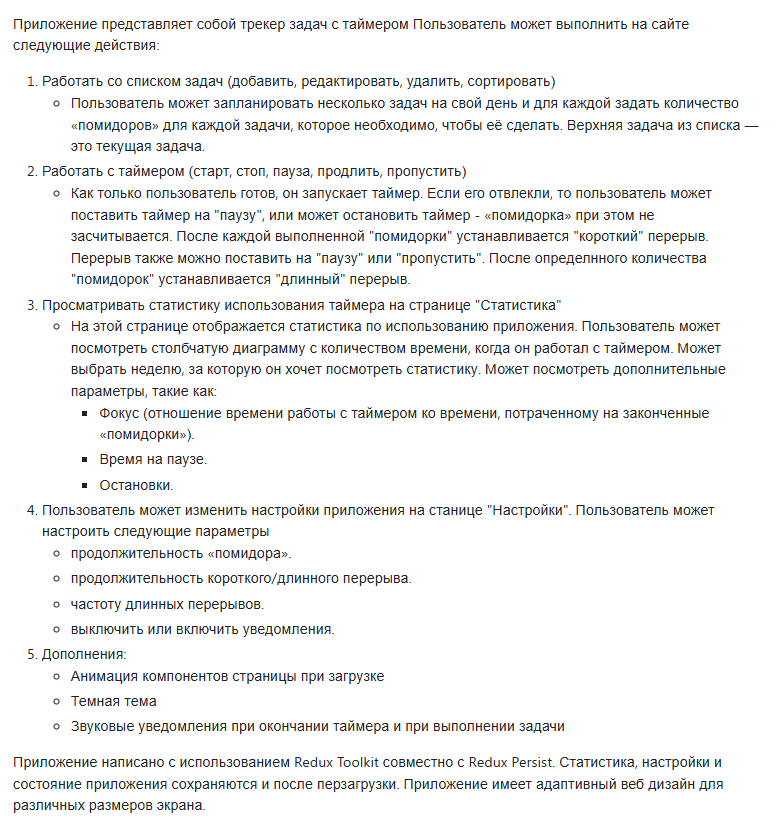 Приложение представляет собой трекер задач с таймером Пользователь может выполнить на сайте
следующие действия:
1. Работать со списком задач (добавить, редактировать, удалить, сортировать)
◦ Пользователь может запланировать несколько задач на свой день и для каждой задать количество
«помидоров» для каждой задачи, которое необходимо, чтобы её сделать. Верхняя задача из списка —
это текущая задача.
2. Работать с таймером (старт, стоп, пауза, продлить, пропустить)
◦ Как только пользователь готов, он запускает таймер. Если его отвлекли, то пользователь может
поставить таймер на "паузу", или может остановить таймер - «помидорка» при этом не
засчитывается. После каждой выполненной "помидорки" устанавливается "короткий" перерыв.
Перерыв также можно поставить на "паузу" или "пропустить". После определнного количества
"помидорок" устанавливается "длинный" перерыв.
3. Просматривать статистику использования таймера на странице "Статистика"
◦ На этой странице отображается статистика по использованию приложения. Пользователь может
посмотреть столбчатую диаграмму с количеством времени, когда он работал с таймером. Может
выбрать неделю, за которую он хочет посмотреть статистику. Может посмотреть дополнительные
параметры, такие как:
▪ Фокус (отношение времени работы с таймером ко времени, потраченному на законченные
«помидорки»).
▪ Время на паузе.
▪ Остановки.
4. Пользователь может изменить настройки приложения на станице "Настройки". Пользователь может
настроить следующие параметры
◦ продолжительность «помидора».
◦ продолжительность короткого/длинного перерыва.
◦ частоту длинных перерывов.
◦ выключить или включить уведомления.
5. Дополнения:
◦ Анимация компонентов страницы при загрузке
◦ Темная тема
◦ Звуковые уведомления при окончании таймера и при выполнении задачи
Приложение написано с использованием Redux Toolkit совместно с Redux Persist. Статистика, настройки и
состояние приложения сохраняются и после перзагрузки. Приложение имеет адаптивный веб дизайн для
различных размеров экрана.